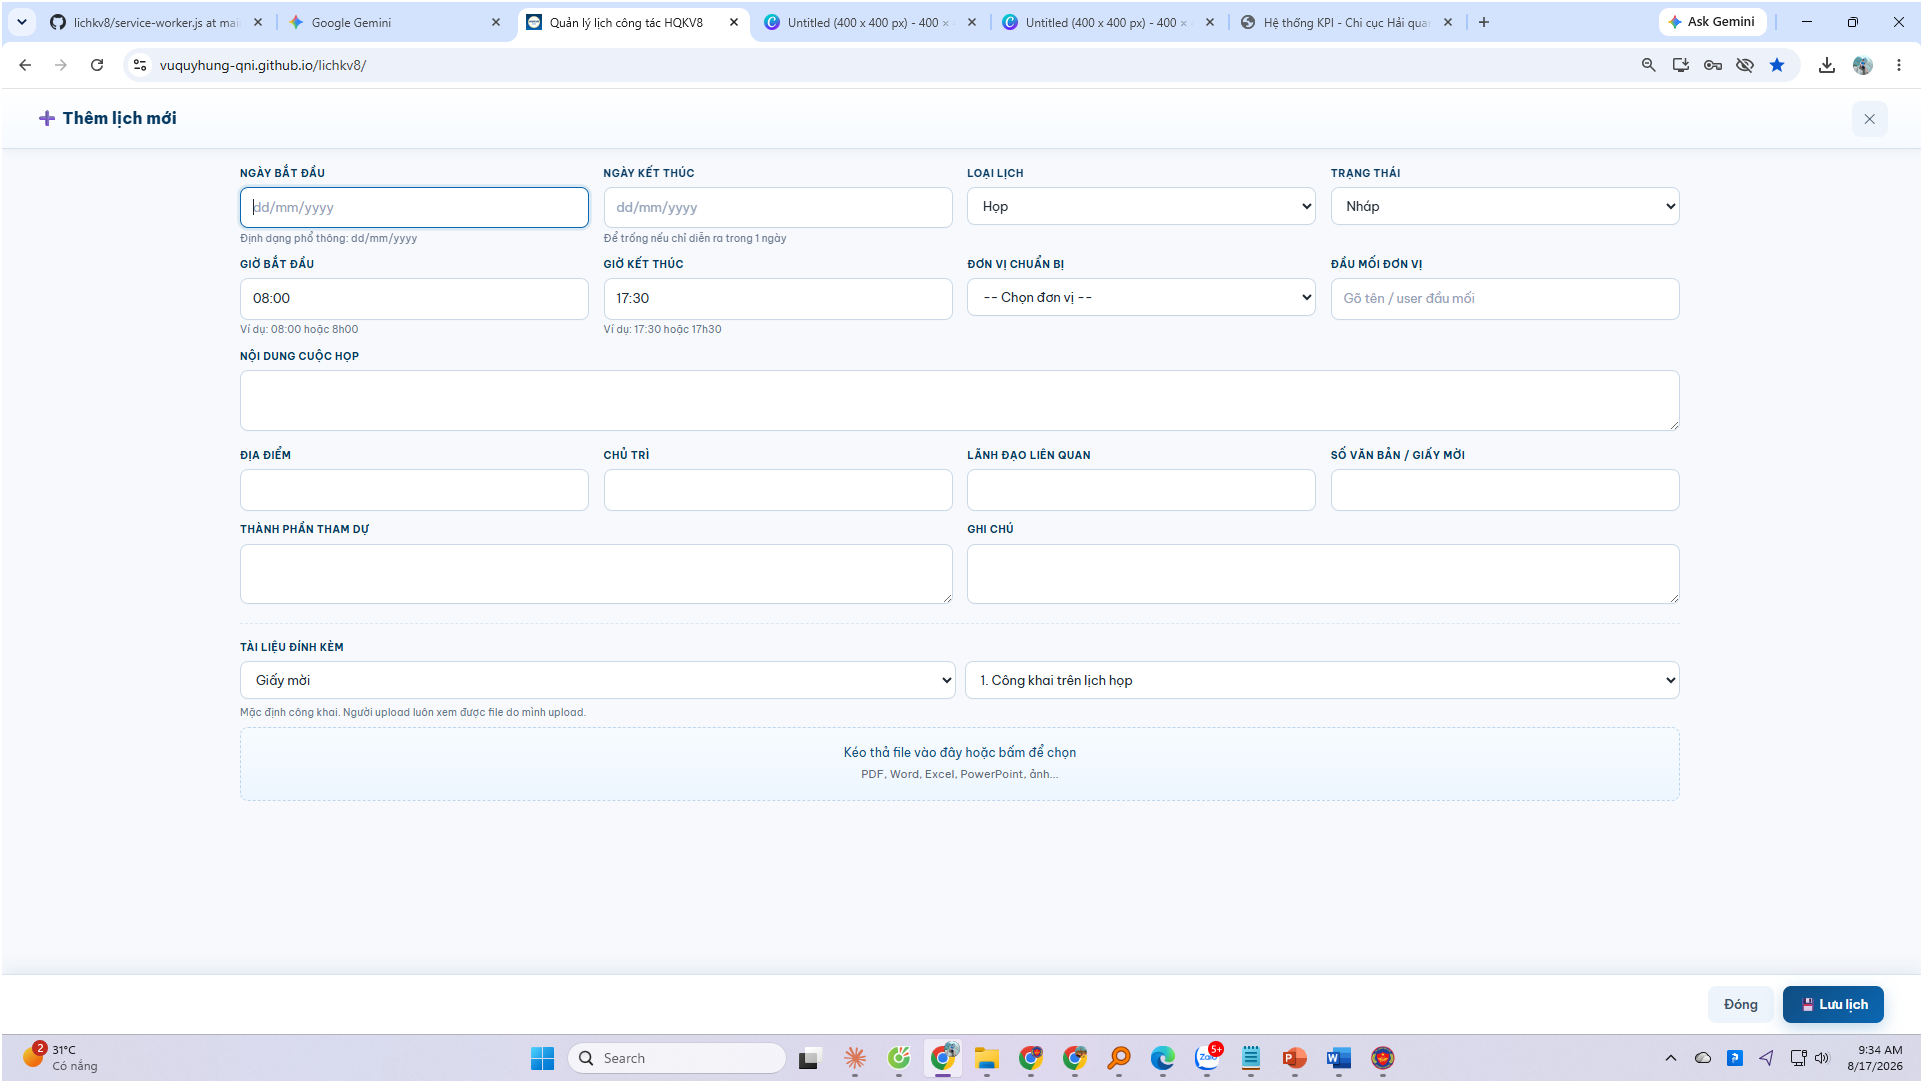 lichkv8/service-worker.js at mai
Google Gemini
Quản lý lịch công tác HQKV8
Untitled (400 x 400 px) - 400 ×
Untitled (400 x 400 px) - 400 ×
Hệ thống KPI - Chi cục Hải qua
Ask Gemini
vuquyhung-qni.github.io/lichkv8/
Thêm lịch mới
NGÀY BẮT ĐẦU
NGÀY KẾT THÚC
LOẠI LỊCH
TRẠNG THÁI
dd/mm/yyyy
dd/mm/yyyy
Họp
Nháp
Định dạng phổ thông: dd/mm/yyyy
Để trống nếu chỉ diễn ra trong 1 ngày
GIỜ BẮT ĐẦU
GIỜ KẾT THÚC
ĐƠN VỊ CHUẨN BỊ
ĐẦU MỐI ĐƠN VỊ
08:00
17:30
-- Chọn đơn vị --
Gõ tên / user đầu mối
Ví dụ: 08:00 hoặc 8h00
Ví dụ: 17:30 hoặc 17h30
NỘI DUNG CUỘC HỌP
ĐỊA ĐIỂM
CHỦ TRÌ
LÃNH ĐẠO LIÊN QUAN
SỐ VĂN BẢN / GIẤY MỜI
THÀNH PHẦN THAM DỰ
GHI CHÚ
TÀI LIỆU ĐÍNH KÈM
Giấy mời
1. Công khai trên lịch họp
Mặc định công khai. Người upload luôn xem được file do mình upload.
Kéo thả file vào đây hoặc bấm để chọn
PDF, Word, Excel, PowerPoint, ảnh...
Đóng
Lưu lịch
2
31°C
Có nắng
Search
Zalo
5+
9:34 AM
8/17/2026